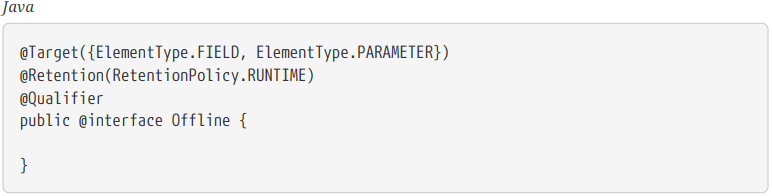 Java
@Target({ElementType.FIELD, ElementType.PARAMETER})
@Retention(RetentionPolicy.RUNTIME)
@Qualifier
public @interface Offline {
}